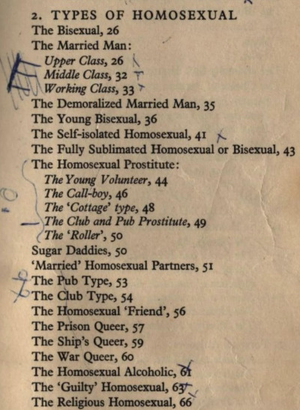 2. TYPES OF HOMOSEXUAL
The Bisexual, 26
The Married Man:
Upper Class, 26
Middle Class, 32
Working Class, 33
The Demoralized Married Man, 35
The Young Bisexual, 36
The Self-isolated Homosexual, 41
The Fully Sublimated Homosexual or Bisexual, 43
The Homosexual Prostitute:
The Young Volunteer, 44
The Call-boy, 46
The 'Cottage' type, 48
The Club and Pub Prostitute, 49
The 'Roller', 50
Sugar Daddies, 50
'Married' Homosexual Partners, 51
The Pub Type, 53
The Club Type, 54
The Homosexual 'Friend', 56
The Prison Queer, 57
The Ship's Queer, 59
The War Queer, 60
The Homosexual Alcoholic, 61
The 'Guilty' Homosexual, 63
The Religious Homosexual, 66